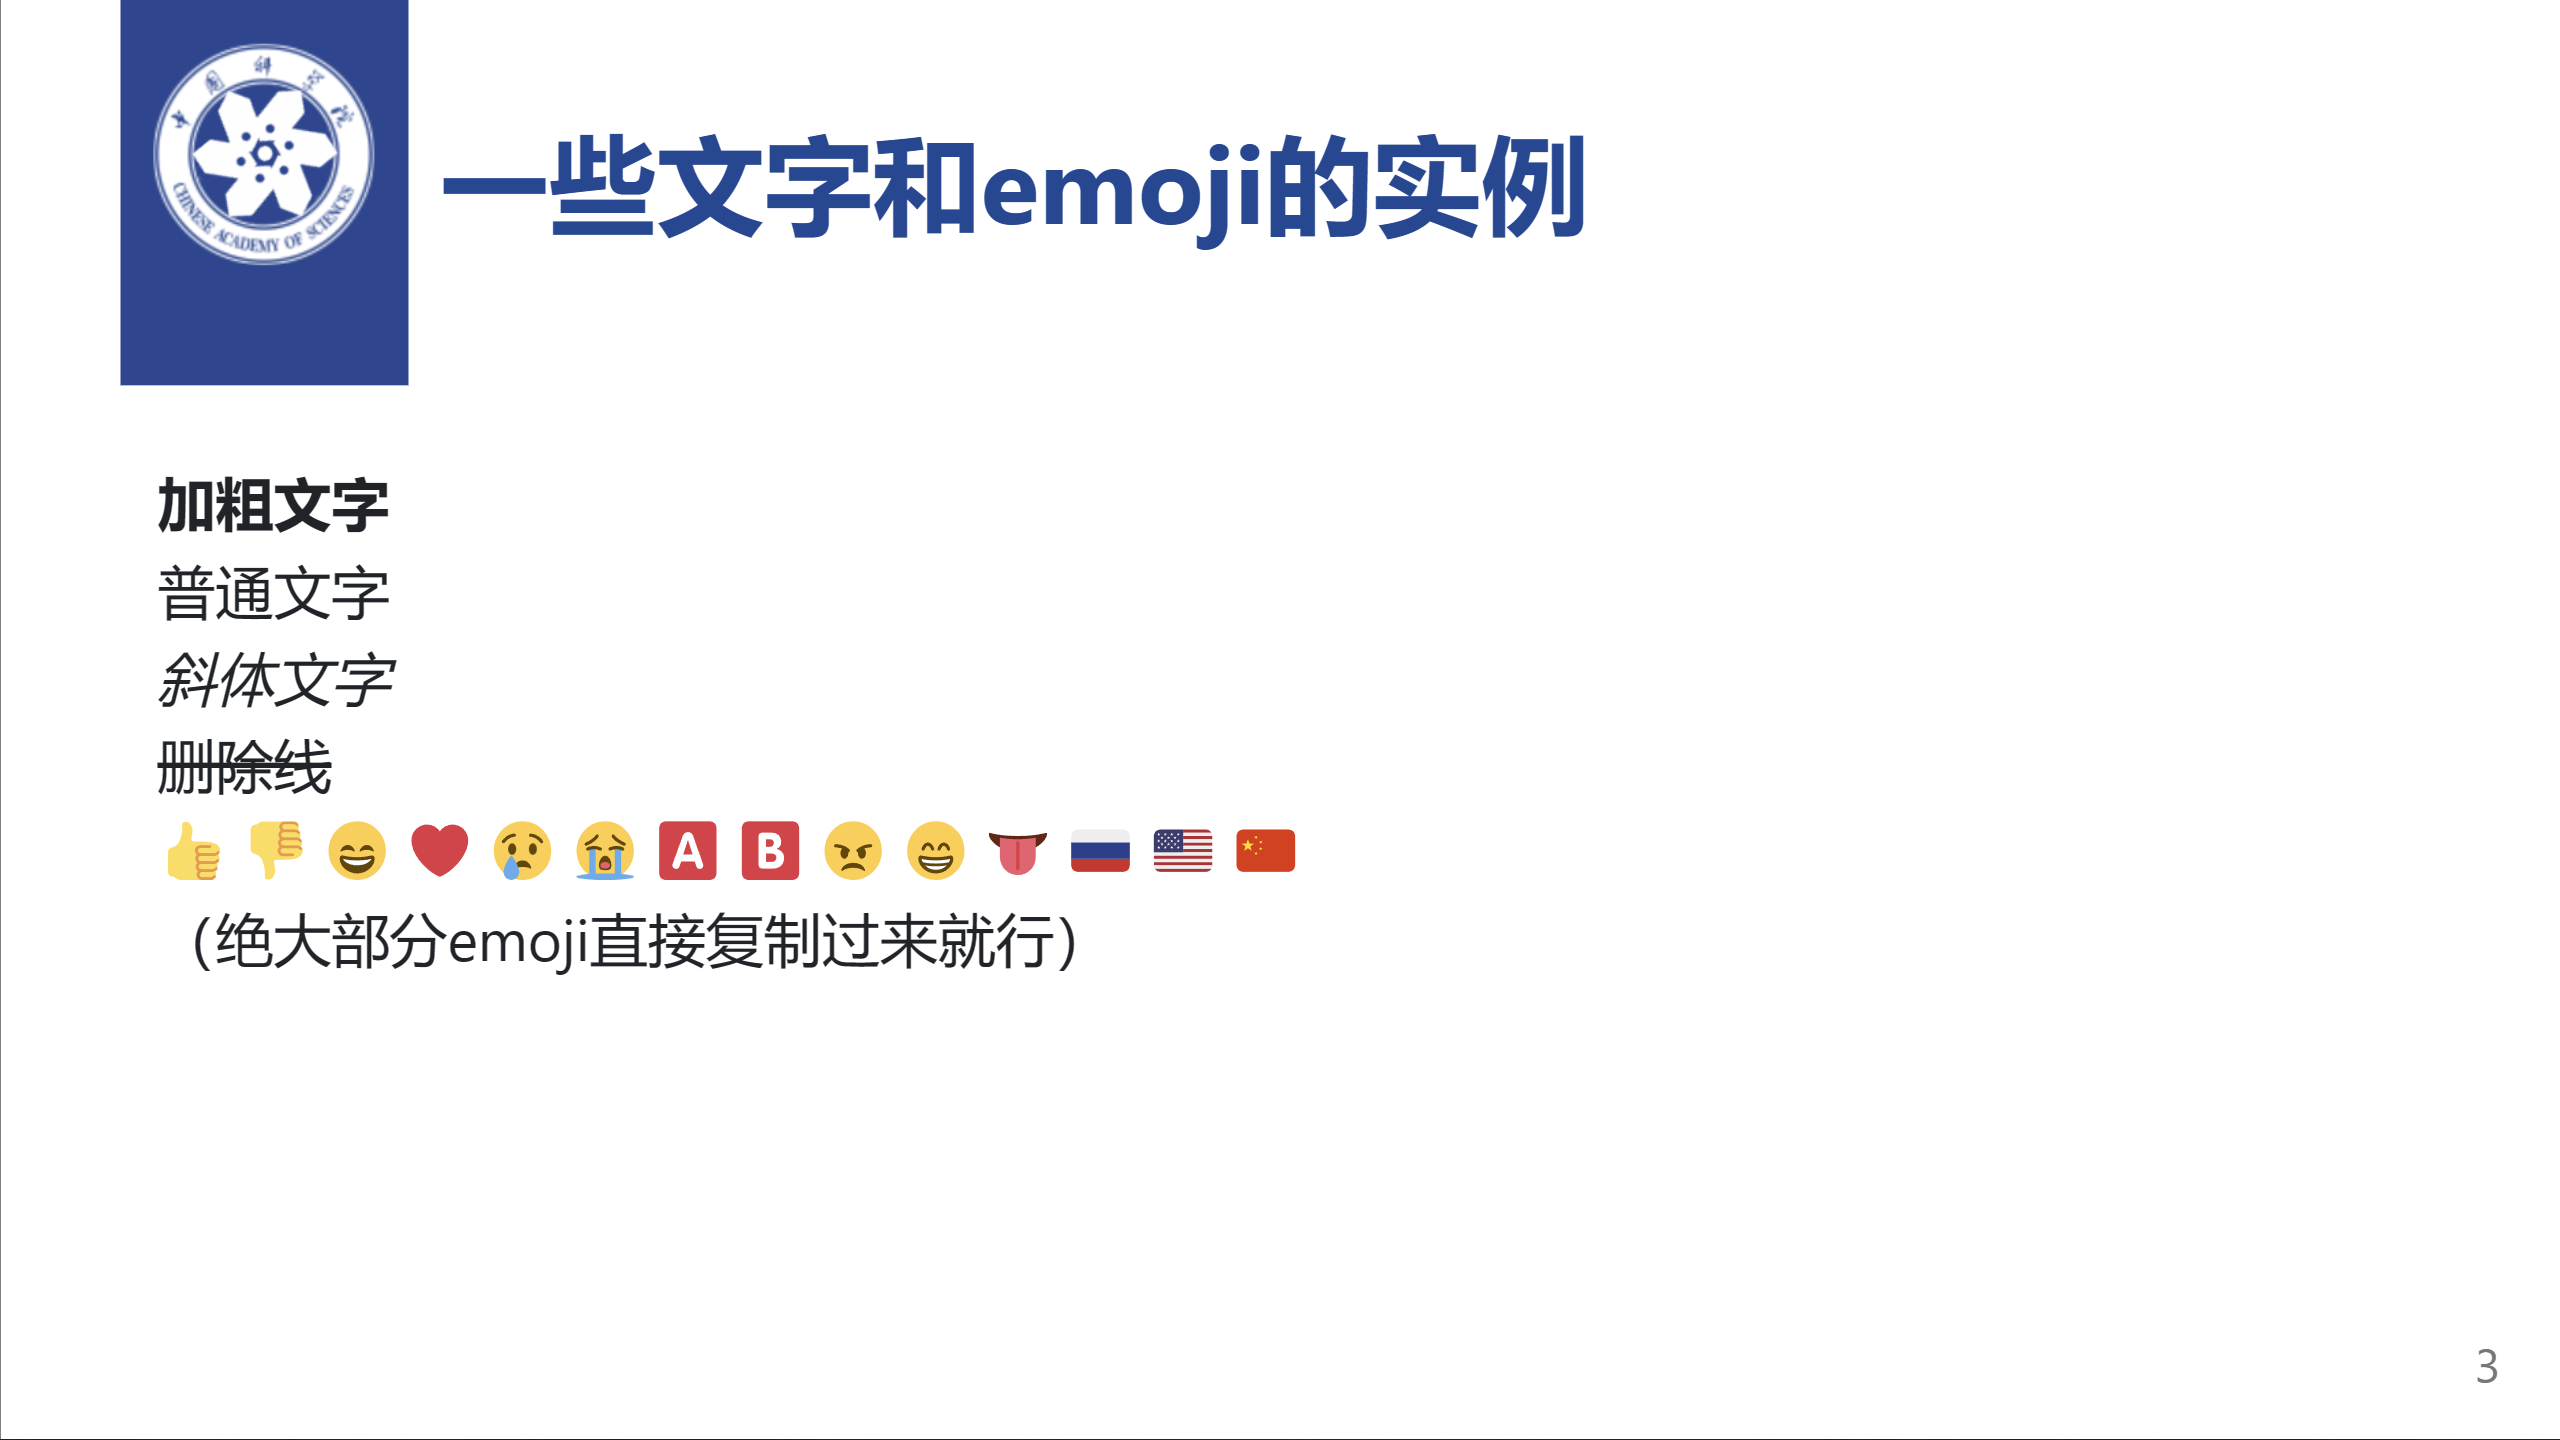 中国科学院
CHINESE ACADEMY OF SCIENCES
一些文字和emoji的实例
加粗文字
普通文字
斜体文字
删除线
👍 👎 😄 ❤️ 😢 😭 🅰️ 🅱️ 😠 😁 👅 🇷🇺 🇺🇸 🇨🇳
（绝大部分emoji直接复制过来就行）
3